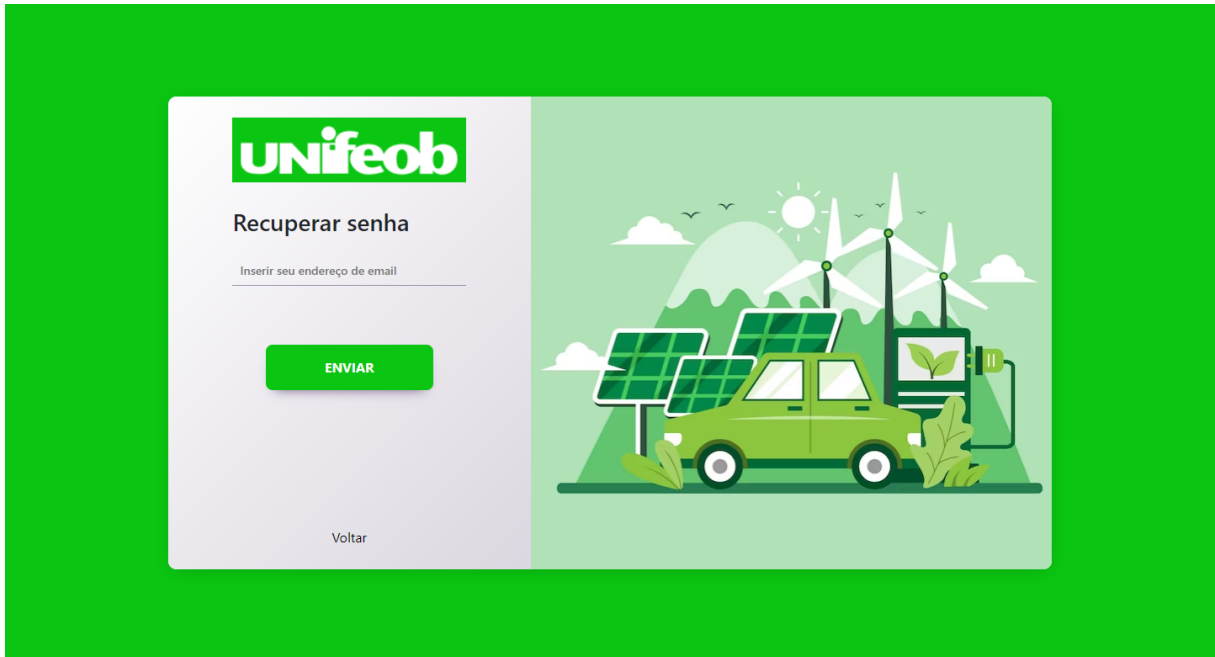 UNifeob
Recuperar senha
Inserir seu endereço de email
ENVIAR
Voltar